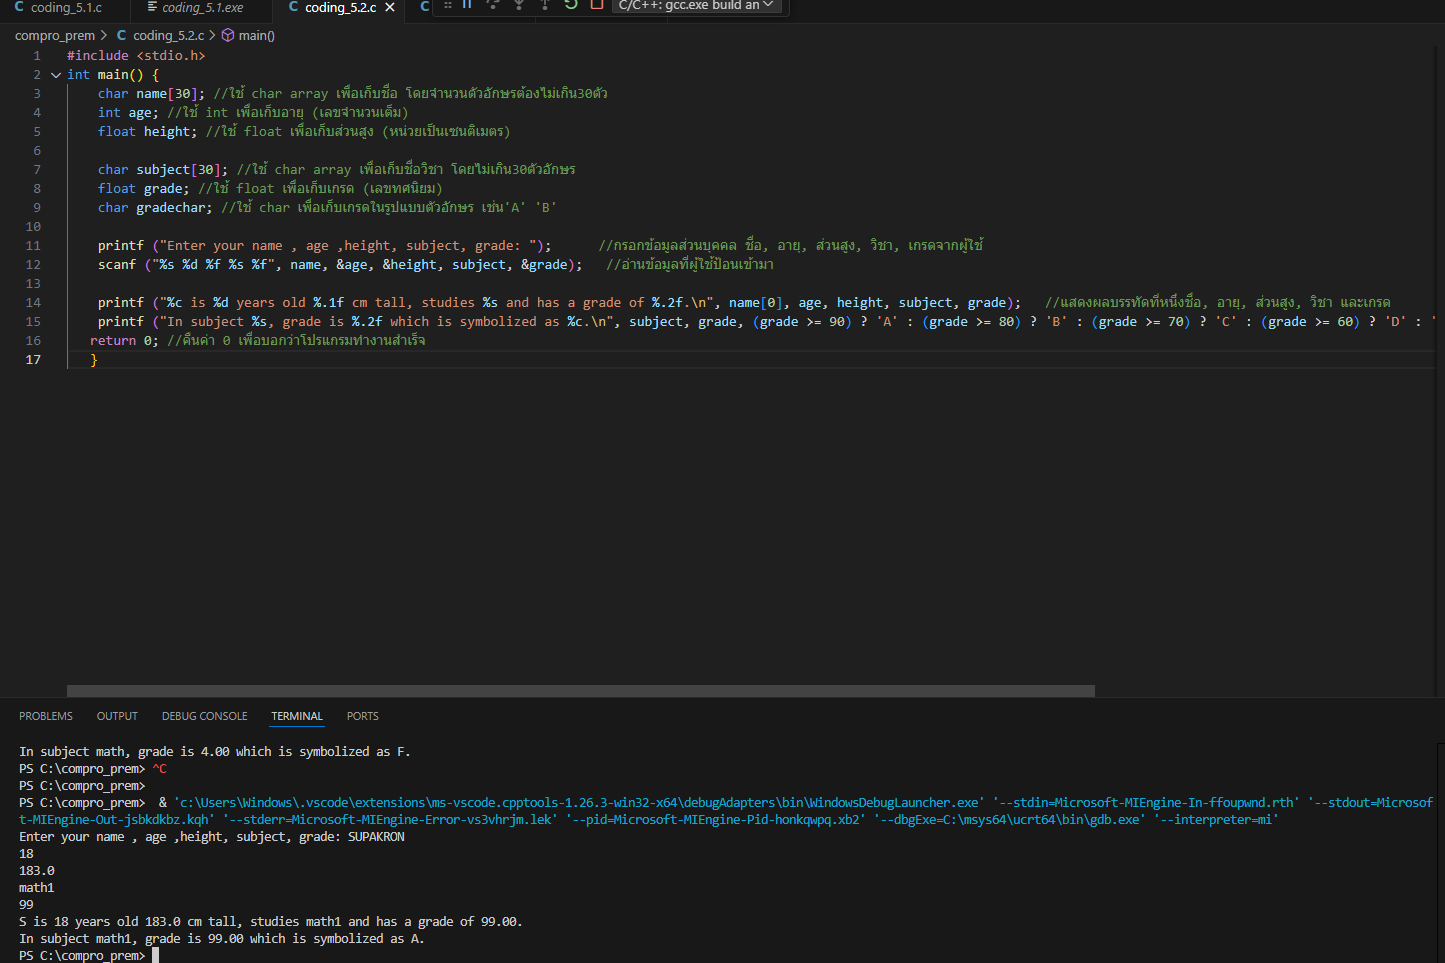 coding_5.1.c coding_5.1.exe coding_5.2.c C/C++: gcc.exe build an
compro_prem > C coding_5.2.c > main()
1 #include <stdio.h>
2 int main() {
3 char name[30]; //ใช้ char array เพื่อเก็บชื่อ โดยจำนวนตัวอักษรต้องไม่เกิน30ตัว
4 int age; //ใช้ int เพื่อเก็บอายุ (เลขจำนวนเต็ม)
5 float height; //ใช้ float เพื่อเก็บส่วนสูง (หน่วยเป็นเซนติเมตร)
6
7 char subject[30]; //ใช้ char array เพื่อเก็บชื่อวิชา โดยไม่เกิน30ตัวอักษร
8 float grade; //ใช้ float เพื่อเก็บเกรด (เลขทศนิยม)
9 char gradechar; //ใช้ char เพื่อเก็บเกรดในรูปแบบตัวอักษร เช่น'A' 'B'
10
11 printf ("Enter your name , age ,height, subject, grade: "); //กรอกข้อมูลส่วนบุคคล ชื่อ, อายุ, ส่วนสูง, วิชา, เกรดจากผู้ใช้
12 scanf ("%s %d %f %s %f", name, &age, &height, subject, &grade); //อ่านข้อมูลที่ผู้ใช้ป้อนเข้ามา
13
14 printf ("%c is %d years old %.1f cm tall, studies %s and has a grade of %.2f.\n", name[0], age, height, subject, grade); //แสดงผลบรรทัดที่หนึ่งชื่อ, อายุ, ส่วนสูง, วิชา และเกรด
15 printf ("In subject %s, grade is %.2f which is symbolized as %c.\n", subject, grade, (grade >= 90) ? 'A' : (grade >= 80) ? 'B' : (grade >= 70) ? 'C' : (grade >= 60) ? 'D' : '
16 return 0; //คืนค่า 0 เพื่อบอกว่าโปรแกรมทำงานสำเร็จ
17 }
PROBLEMS OUTPUT DEBUG CONSOLE TERMINAL PORTS
In subject math, grade is 4.00 which is symbolized as F.
PS C:\compro_prem> ^C
PS C:\compro_prem>
PS C:\compro_prem> & 'c:\Users\Windows\.vscode\extensions\ms-vscode.cpptools-1.26.3-win32-x64\debugAdapters\bin\WindowsDebugLauncher.exe' '--stdin=Microsoft-MIEngine-In-ffoupwnd.rth' '--stdout=Microsof
t-MIEngine-Out-jsbkdkbz.kqh' '--stderr=Microsoft-MIEngine-Error-vs3vhrjm.lek' '--pid=Microsoft-MIEngine-Pid-honkqwpq.xb2' '--dbgExe=C:\msys64\ucrt64\bin\gdb.exe' '--interpreter=mi'
Enter your name , age ,height, subject, grade: SUPAKRON
18
183.0
math1
99
S is 18 years old 183.0 cm tall, studies math1 and has a grade of 99.00.
In subject math1, grade is 99.00 which is symbolized as A.
PS C:\compro_prem>